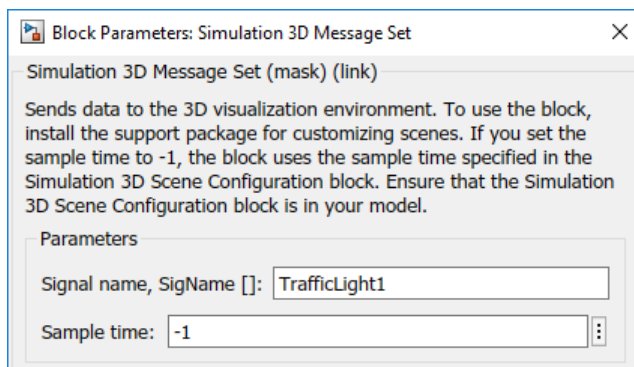 Block Parameters: Simulation 3D Message Set
Simulation 3D Message Set (mask) (link)
Sends data to the 3D visualization environment. To use the block,
install the support package for customizing scenes. If you set the
sample time to -1, the block uses the sample time specified in the
Simulation 3D Scene Configuration block. Ensure that the Simulation
3D Scene Configuration block is in your model.
Parameters
Signal name, SigName []: TrafficLight1
Sample time: -1